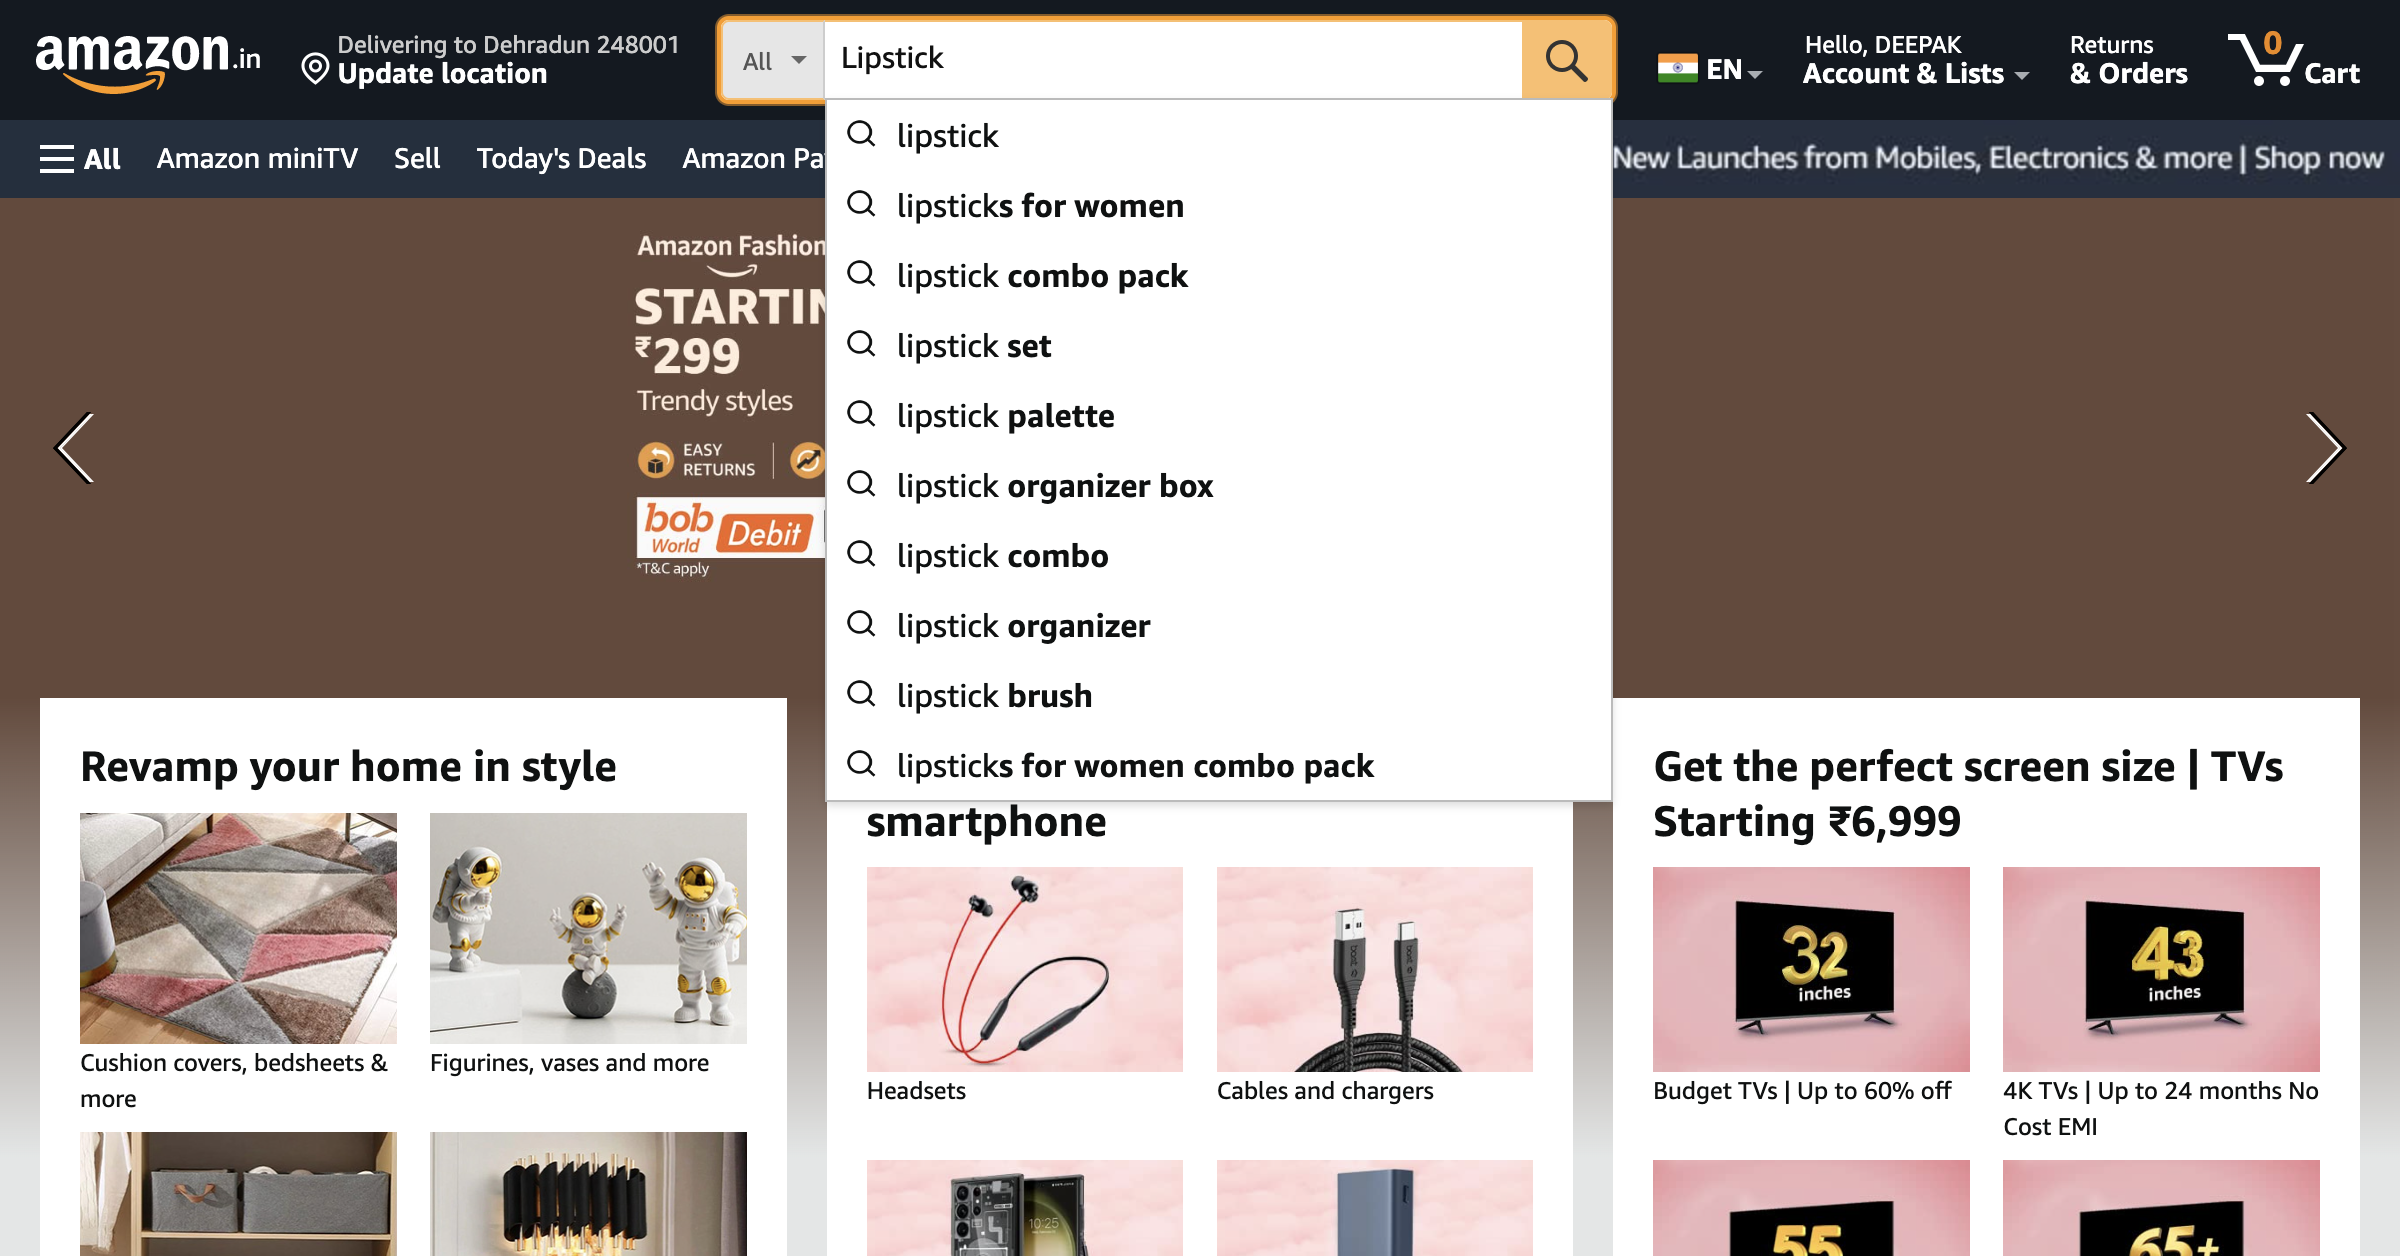 amazon.in
Delivering to Dehradun 248001
Update location
All
Lipstick
EN
Hello, DEEPAK
Account & Lists
Returns
& Orders
0
Cart
All
Amazon miniTV
Sell
Today's Deals
Amazon Pa
New Launches from Mobiles, Electronics & more | Shop now
lipstick
lipsticks for women
lipstick combo pack
lipstick set
lipstick palette
lipstick organizer box
lipstick combo
lipstick organizer
lipstick brush
lipsticks for women combo pack
Amazon Fashion
STARTIN
₹299
Trendy styles
EASY
RETURNS
bob
World
Debit
*T&C apply
Revamp your home in style
Cushion covers, bedsheets &
more
Figurines, vases and more
smartphone
Headsets
boAt
Cables and chargers
10:25
Get the perfect screen size | TVs
Starting ₹6,999
32
inches
Budget TVs | Up to 60% off
43
inches
4K TVs | Up to 24 months No
Cost EMI
55
65+